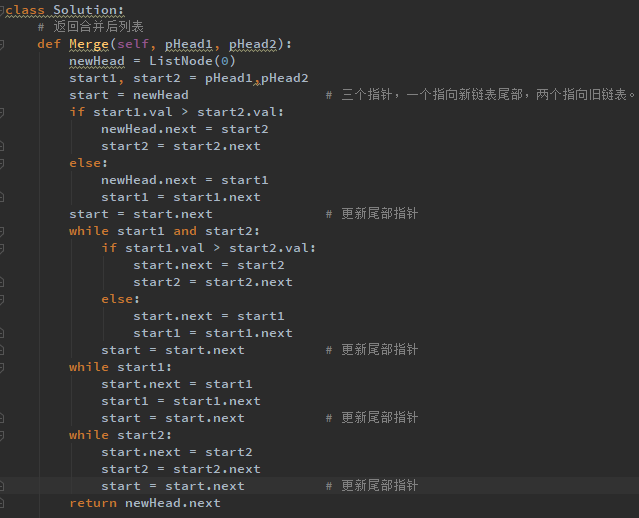 class Solution:
    # 返回合并后列表
    def Merge(self, pHead1, pHead2):
        newHead = ListNode(0)
        start1, start2 = pHead1,pHead2
        start = newHead                 # 三个指针，一个指向新链表尾部，两个指向旧链表。
        if start1.val > start2.val:
            newHead.next = start2
            start2 = start2.next
        else:
            newHead.next = start1
            start1 = start1.next
        start = start.next              # 更新尾部指针
        while start1 and start2:
            if start1.val > start2.val:
                start.next = start2
                start2 = start2.next
            else:
                start.next = start1
                start1 = start1.next
            start = start.next          # 更新尾部指针
        while start1:
            start.next = start1
            start1 = start1.next
            start = start.next          # 更新尾部指针
        while start2:
            start.next = start2
            start2 = start2.next
            start = start.next          # 更新尾部指针
        return newHead.next